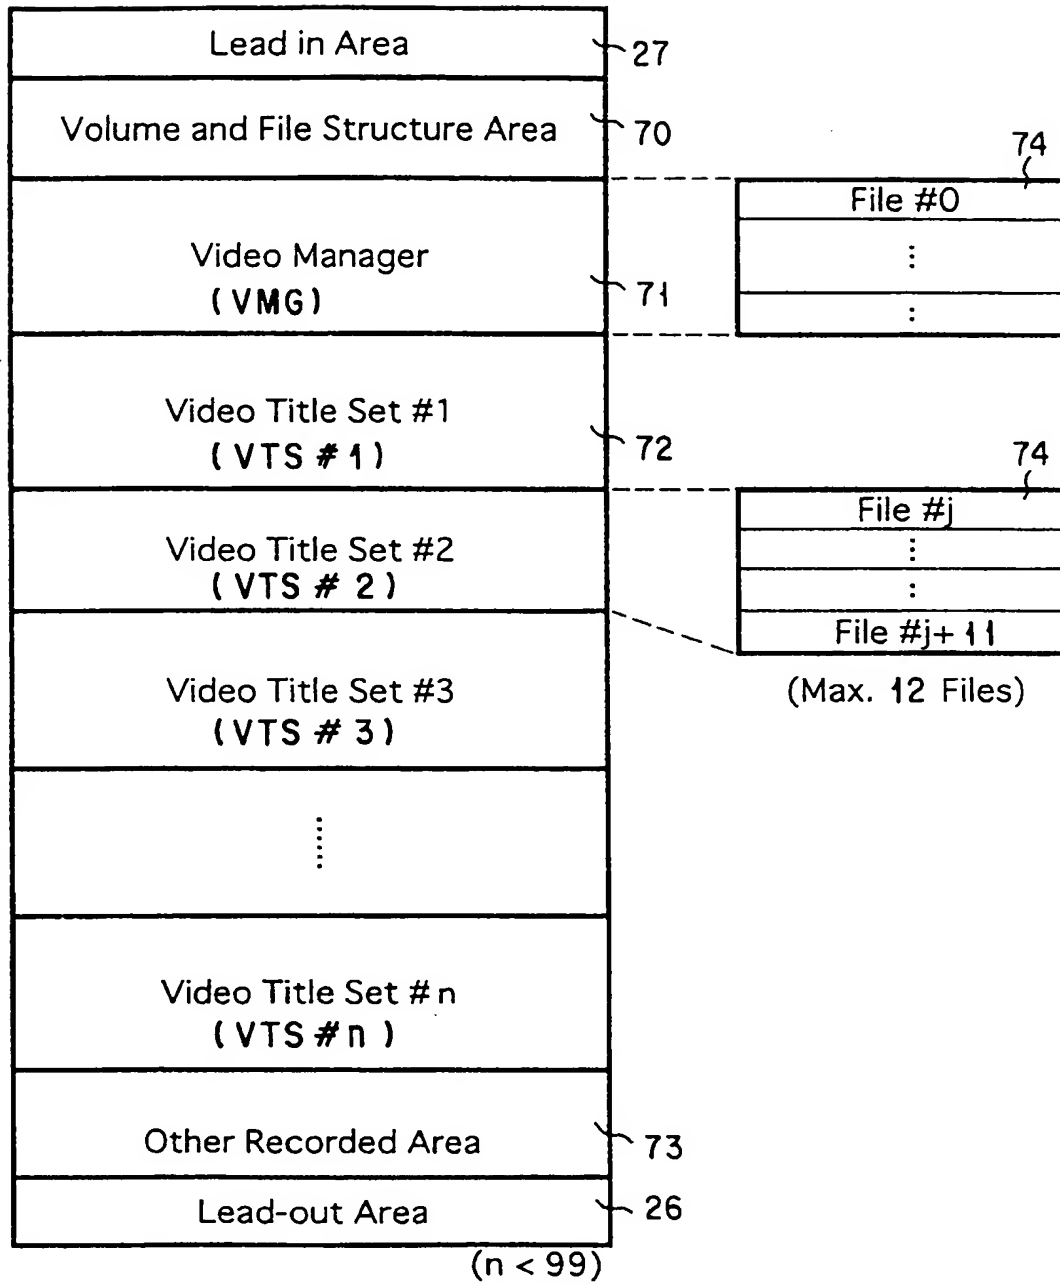 Lead in Area
27
Volume and File Structure Area
70
74
File #0
⋮
:
Video Manager
(VMG)
71
Video Title Set #1
(VTS # 1)
72
74
File #j
⋮
:
File #j+ 11
(Max. 12 Files)
Video Title Set #2
(VTS # 2)
Video Title Set #3
(VTS # 3)
⋮
Video Title Set # n
(VTS # n )
Other Recorded Area
73
Lead-out Area
26
(n < 99)